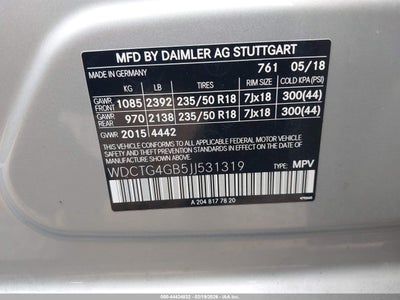 MFD BY DAIMLER AG STUTTGART
MADE IN GERMANY 761 05/18
KG LB TIRES RIM SIZE COLD KPA (PSI)
GAWR FRONT 1085 2392 235/50 R18 7Jx18 300(44)
GAWR REAR 970 2138 235/50 R18 7Jx18 300(44)
GVWR 2015 4442
THIS VEHICLE CONFORMS TO ALL APPLICABLE FEDERAL MOTOR VEHICLE
SAFETY, BUMPER, AND THEFT PREVENTION STANDARDS IN EFFECT
ON THE DATE OF MANUFACTURE SHOWN ABOVE.
WDCTG4GB5JJ531319 TYPE: MPV
A 204 817 78 20